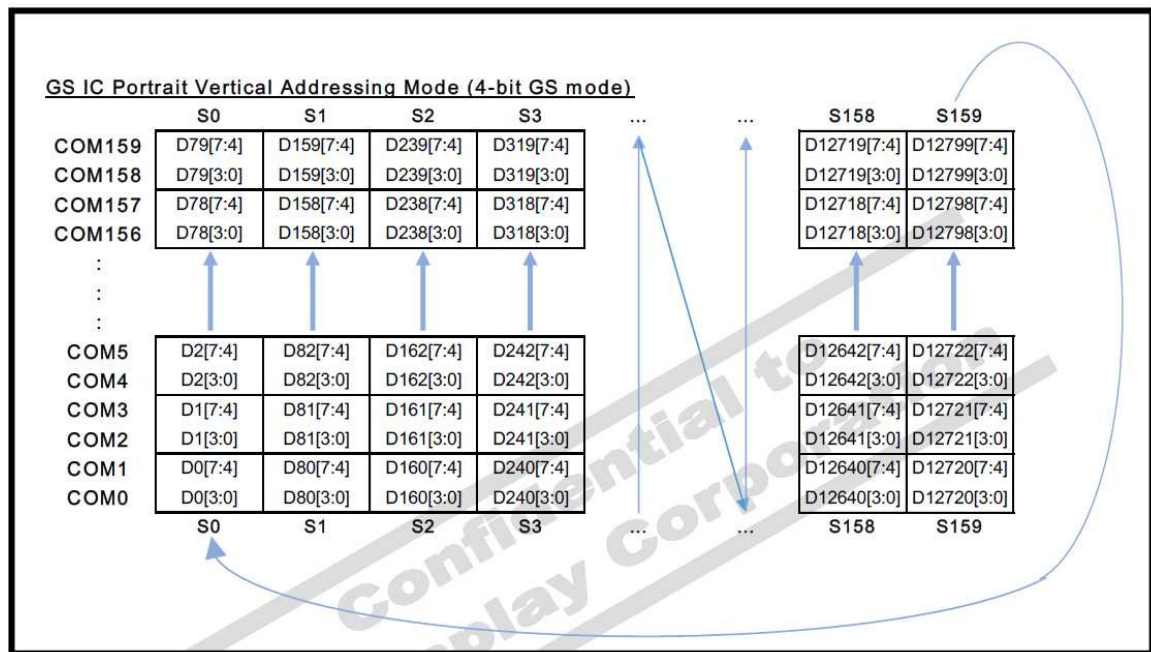 GS IC Portrait Vertical Addressing Mode (4-bit GS mode)
S0 S1 S2 S3 ... ... S158 S159
COM159 D79[7:4] D159[7:4] D239[7:4] D319[7:4] D12719[7:4] D12799[7:4]
COM158 D79[3:0] D159[3:0] D239[3:0] D319[3:0] D12719[3:0] D12799[3:0]
COM157 D78[7:4] D158[7:4] D238[7:4] D318[7:4] D12718[7:4] D12798[7:4]
COM156 D78[3:0] D158[3:0] D238[3:0] D318[3:0] D12718[3:0] D12798[3:0]
:
:
:
COM5 D2[7:4] D82[7:4] D162[7:4] D242[7:4] D12642[7:4] D12722[7:4]
COM4 D2[3:0] D82[3:0] D162[3:0] D242[3:0] D12642[3:0] D12722[3:0]
COM3 D1[7:4] D81[7:4] D161[7:4] D241[7:4] D12641[7:4] D12721[7:4]
COM2 D1[3:0] D81[3:0] D161[3:0] D241[3:0] D12641[3:0] D12721[3:0]
COM1 D0[7:4] D80[7:4] D160[7:4] D240[7:4] D12640[7:4] D12720[7:4]
COM0 D0[3:0] D80[3:0] D160[3:0] D240[3:0] D12640[3:0] D12720[3:0]
S0 S1 S2 S3 ... ... S158 S159
Confidential to
play Corporation